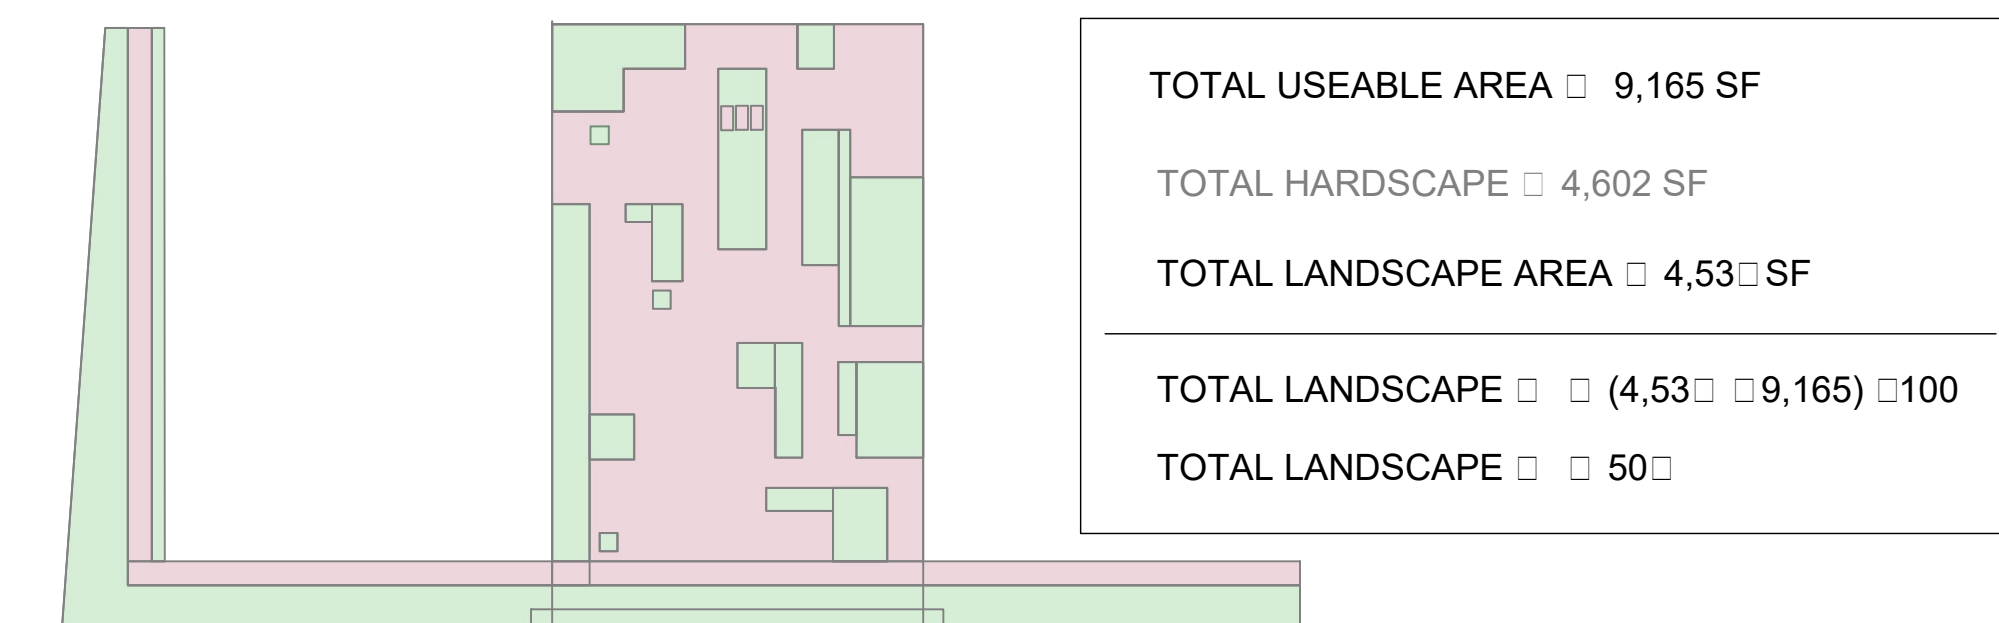 TOTAL USEABLE AREA □ 9,165 SF
TOTAL HARDSCAPE □ 4,602 SF
TOTAL LANDSCAPE AREA □ 4,53□ SF
TOTAL LANDSCAPE □ □ (4,53□ □9,165) □100
TOTAL LANDSCAPE □ □ 50□